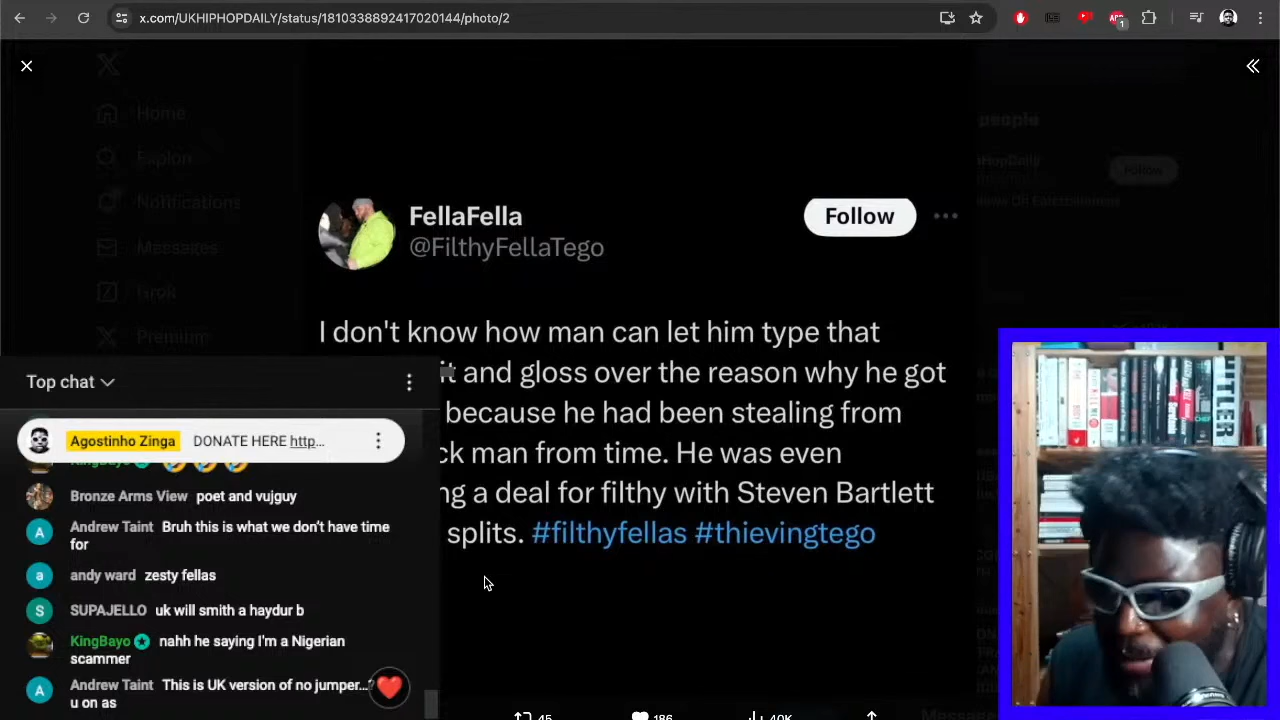 x.com/UKHIPHOPDAILY/status/1810338892417020144/photo/2
Home
Explore
Notifications
Messages
Grok
Premium
people
Follow
FellaFella
@FilthyFellaTego
Follow
I don't know how man can let him type that
it and gloss over the reason why he got
because he had been stealing from
ck man from time. He was even
ng a deal for filthy with Steven Bartlett
splits. #filthyfellas #thievingtego
45
186
40K
Top chat
Agostinho Zinga DONATE HERE http...
KingBayo
Bronze Arms View poet and vujguy
Andrew Taint Bruh this is what we don’t have time
for
andy ward zesty fellas
SUPAJELLO uk will smith a haydur b
KingBayo nahh he saying I'm a Nigerian
scammer
Andrew Taint This is UK version of no jumper...?
u on as
HITLER